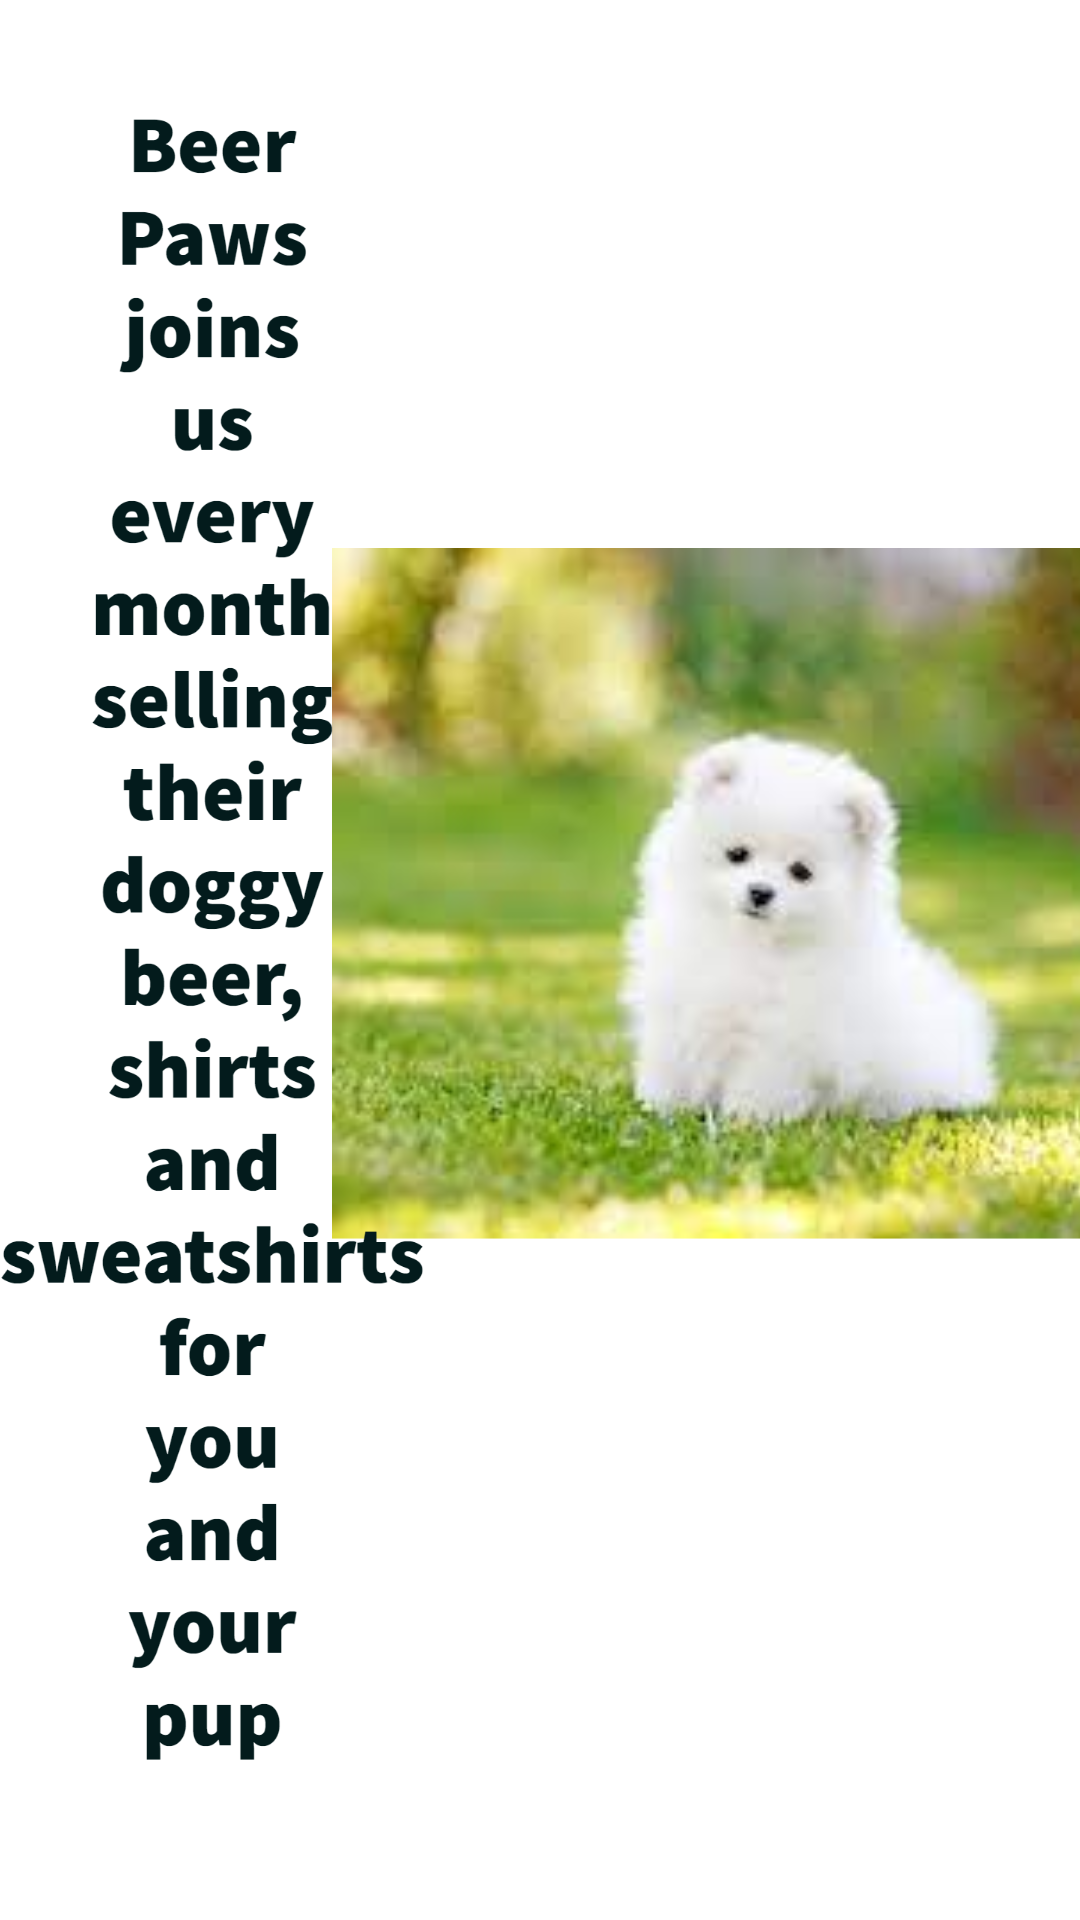 Beer
Paws
joins
us
every
month
selling
their
doggy
beer,
shirts
and
sweatshirts
for
you
and
your
pup